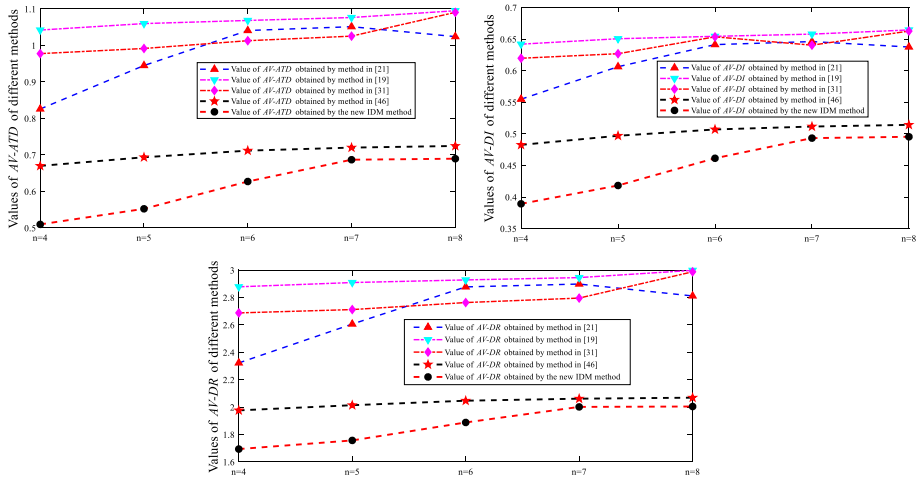 Values of AV-ATD of different methods
1.1
1
0.9
0.8
0.7
0.6
0.5
n=4 n=5 n=6 n=7 n=8
Value of AV-ATD obtained by method in [21]
Value of AV-ATD obtained by method in [19]
Value of AV-ATD obtained by method in [31]
Value of AV-ATD obtained by method in [46]
Value of AV-ATD obtained by the new IDM method
Values of AV-DI of different methods
0.7
0.65
0.6
0.55
0.5
0.45
0.4
0.35
n=4 n=5 n=6 n=7 n=8
Value of AV-DI obtained by method in [21]
Value of AV-DI obtained by method in [19]
Value of AV-DI obtained by method in [31]
Value of AV-DI obtained by method in [46]
Value of AV-DI obtained by the new IDM method
Values of AV-DR of different methods
3
2.8
2.6
2.4
2.2
2
1.8
1.6
n=4 n=5 n=6 n=7 n=8
Value of AV-DR obtained by method in [21]
Value of AV-DR obtained by method in [19]
Value of AV-DR obtained by method in [31]
Value of AV-DR obtained by method in [46]
Value of AV-DR obtained by the new IDM method